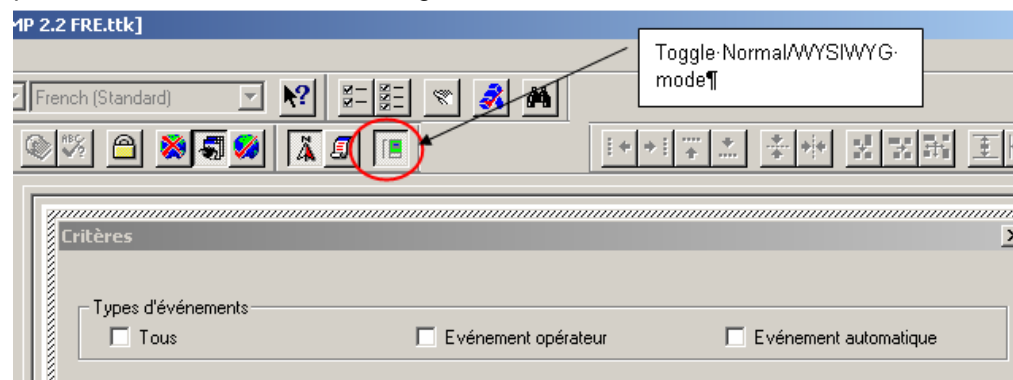 MP 2.2 FRE.ttk]
Toggle·Normal/WYSIWYG·
mode¶
French (Standard)
Critères
Types d'événements
Tous
Evénement opérateur
Evénement automatique